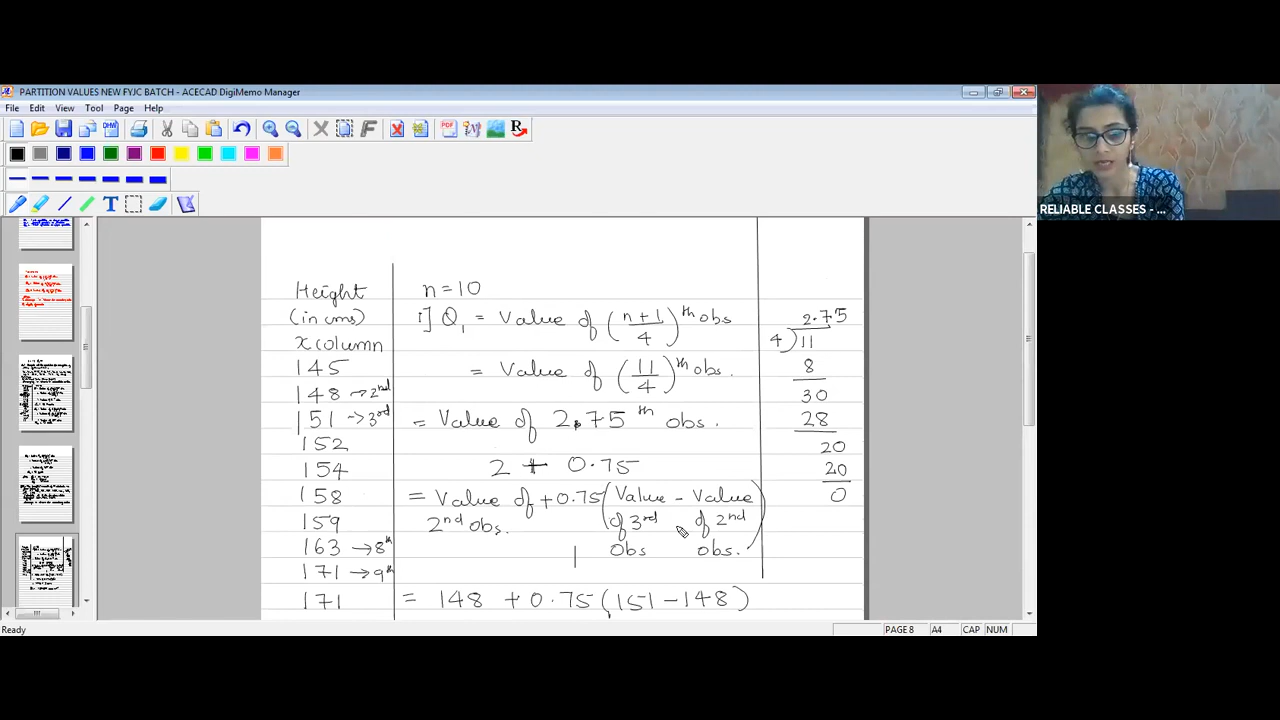 PARTITION VALUES NEW FYJC BATCH - ACECAD DigiMemo Manager
File Edit View Tool Page Help
RELIABLE CLASSES - ...
Height
(in cms)
x column
145
148 → 2nd
151 → 3rd
152
154
158
159
163 → 8th
171 → 9th
171
n = 10
i] Q1 = Value of (n+1/4)th obs
= Value of (11/4)th obs.
= Value of 2.75th obs.
2 + 0.75
= Value of 2nd obs. + 0.75 (Value of 3rd obs - Value of 2nd obs.)
= 148 + 0.75 (151 - 148)
2.75
4)11
8
30
28
20
20
0
Ready
PAGE 8 A4 CAP NUM